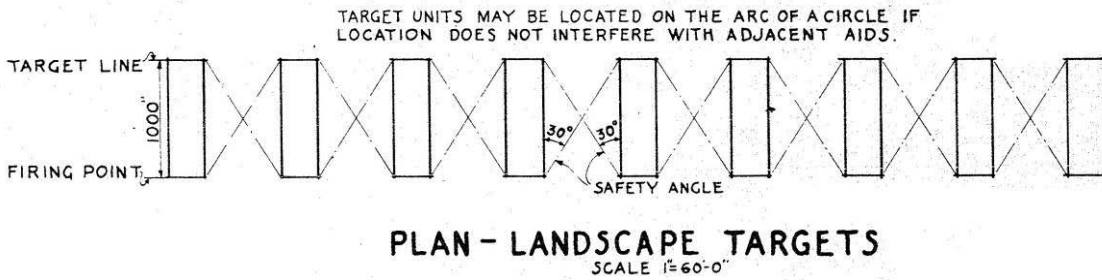 TARGET UNITS MAY BE LOCATED ON THE ARC OF A CIRCLE IF
LOCATION DOES NOT INTERFERE WITH ADJACENT AIDS.
TARGET LINE
1000"
30°
30°
FIRING POINT
SAFETY ANGLE
PLAN - LANDSCAPE TARGETS
SCALE 1"=60'-0"